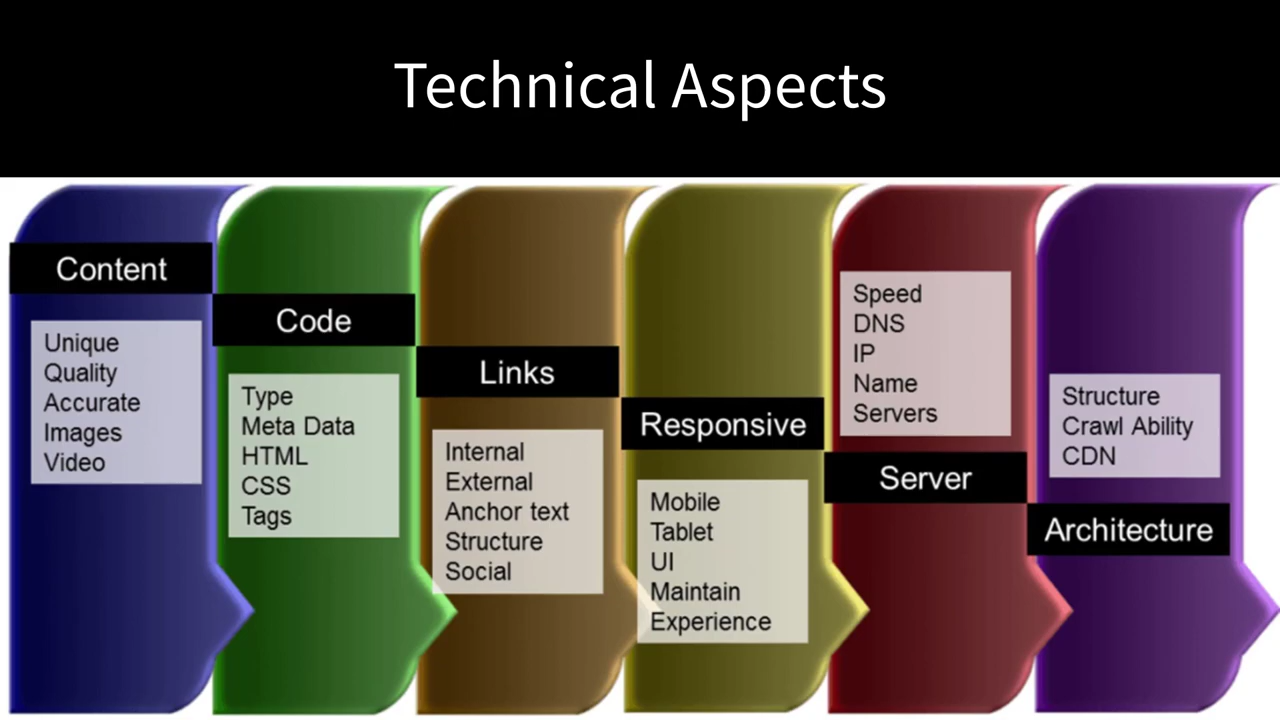 Technical Aspects
Content
Unique
Quality
Accurate
Images
Video
Code
Type
Meta Data
HTML
CSS
Tags
Links
Internal
External
Anchor text
Structure
Social
Responsive
Mobile
Tablet
UI
Maintain
Experience
Speed
DNS
IP
Name
Servers
Server
Structure
Crawl Ability
CDN
Architecture